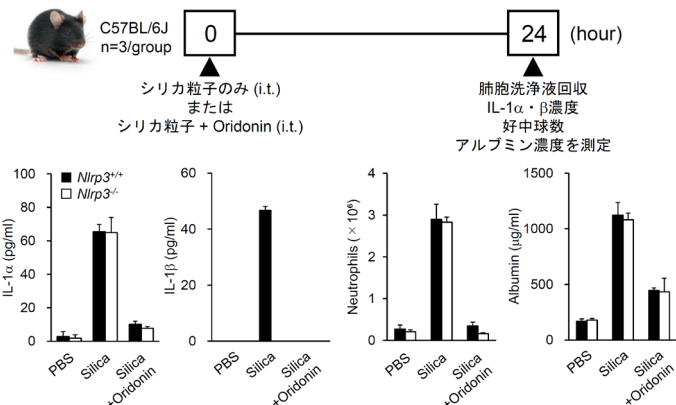 C57BL/6J
n=3/group
0
24
(hour)
シリカ粒子のみ (i.t.)
または
シリカ粒子 + Oridonin (i.t.)
肺胞洗浄液回収
IL-1α・β濃度
好中球数
アルブミン濃度を測定
IL-1α (pg/ml)
100
80
60
40
20
0
Nlrp3+/+
Nlrp3-/-
PBS
Silica
Silica
+Oridonin
IL-1β (pg/ml)
60
40
20
0
PBS
Silica
Silica
+Oridonin
Neutrophils (×10⁶)
4
3
2
1
0
PBS
Silica
Silica
+Oridonin
Albumin (μg/ml)
1500
1000
500
0
PBS
Silica
Silica
+Oridonin